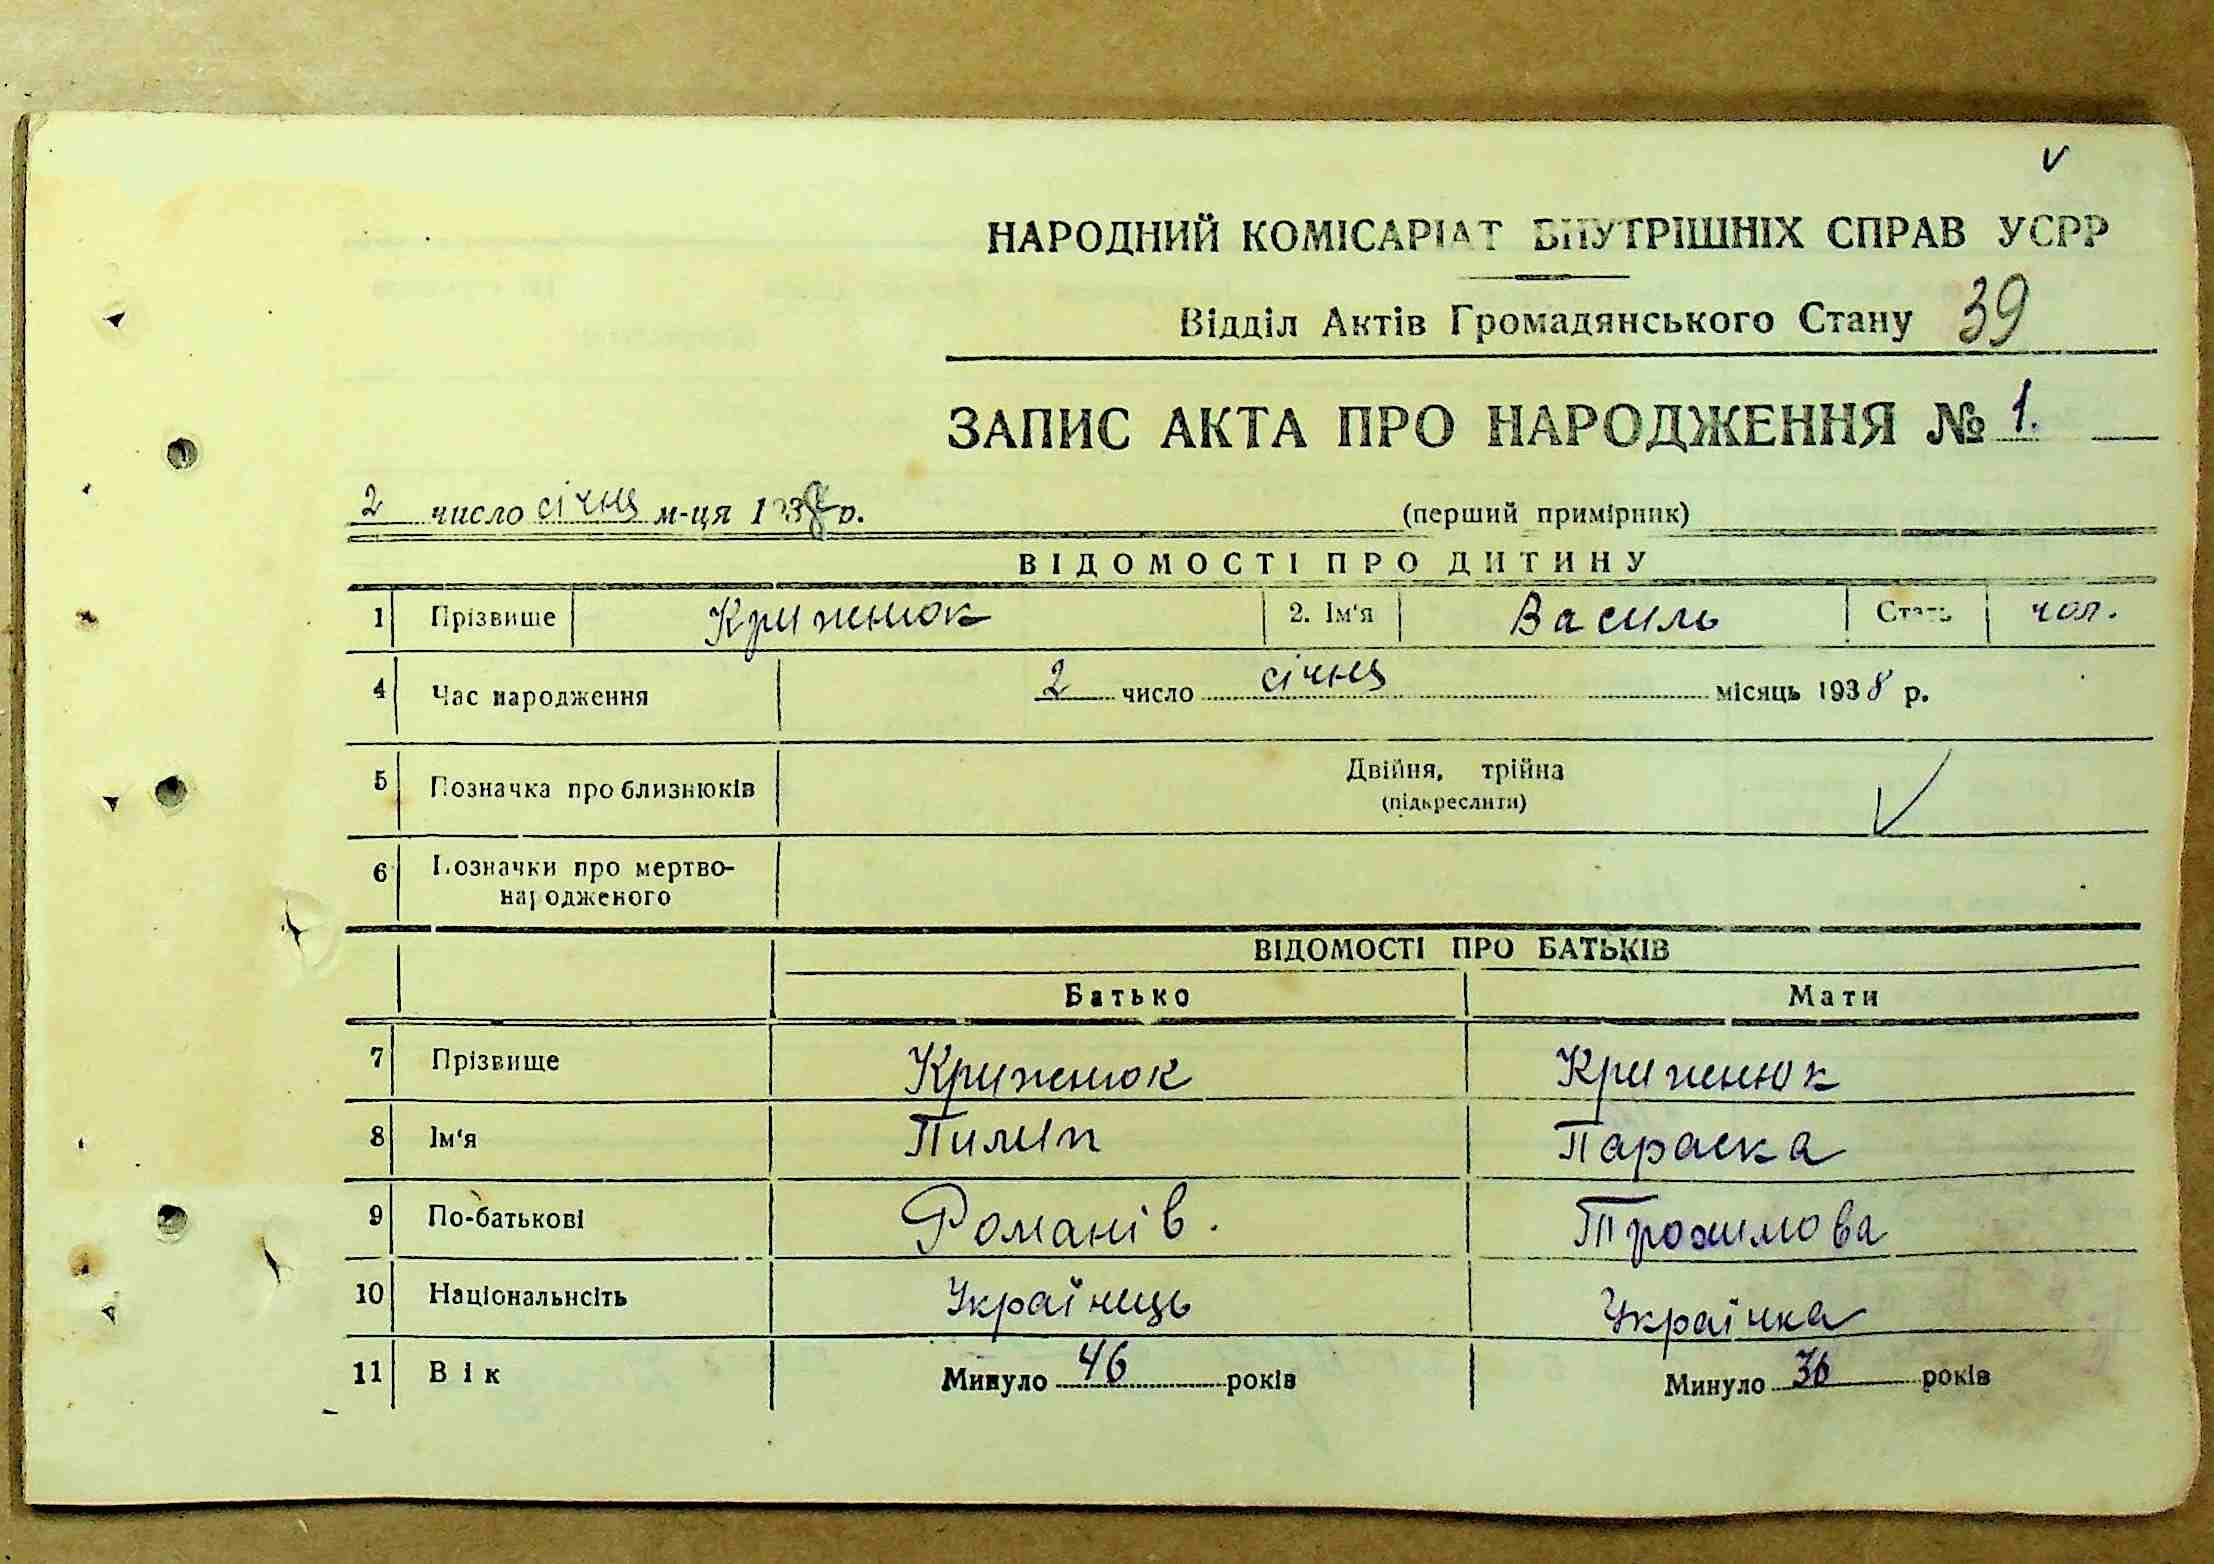 НАРОДНИЙ КОМІСАРІАТ ВНУТРІШНІХ СПРАВ УСРР
Відділ Актів Громадянського Стану 39
ЗАПИС АКТА ПРО НАРОДЖЕННЯ № 1.
2 число січня м-ця 1938 р. (перший примірник)
ВІДОМОСТІ ПРО ДИТИНУ
1 Прізвище Криженюк 2. Ім'я Василь Стать чол.
4 Час народження 2 число січня місяць 1938 р.
5 Позначка про близнюків Двійня, трійна
(підкреслити)
6 Позначки про мертво-
народженого
ВІДОМОСТІ ПРО БАТЬКІВ
Батько Мати
7 Прізвище Криженюк Криженюк
8 Ім'я Пилип Параска
9 По-батькові Романів. Трохимова
10 Національнсіть Українець Українка
11 Вік Минуло 46 років Минуло 36 років